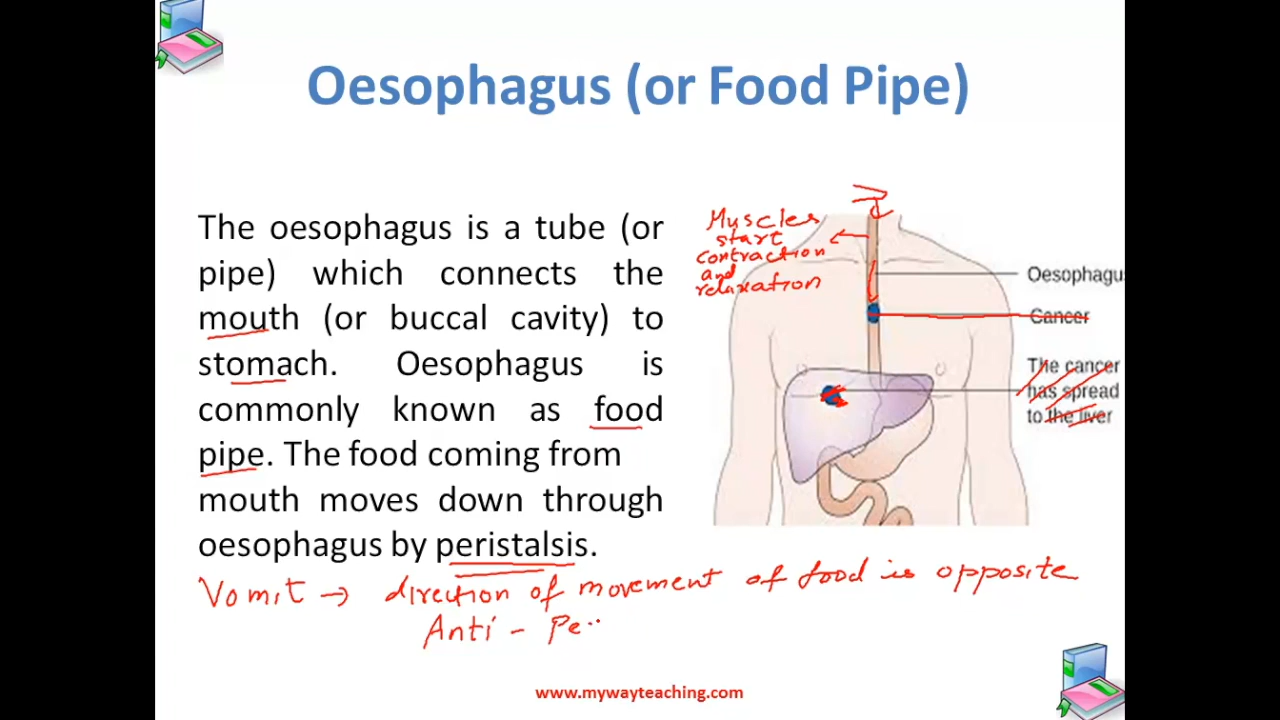 Oesophagus (or Food Pipe)
The oesophagus is a tube (or
pipe) which connects the
mouth (or buccal cavity) to
stomach. Oesophagus is
commonly known as food
pipe. The food coming from
mouth moves down through
oesophagus by peristalsis.
Muscles
start
contraction
and
relaxation
Oesophagu
Cancer
The cancer
has spread
to the liver
Vomit → direction of movement of food is opposite
Anti - Pe
www.mywayteaching.com